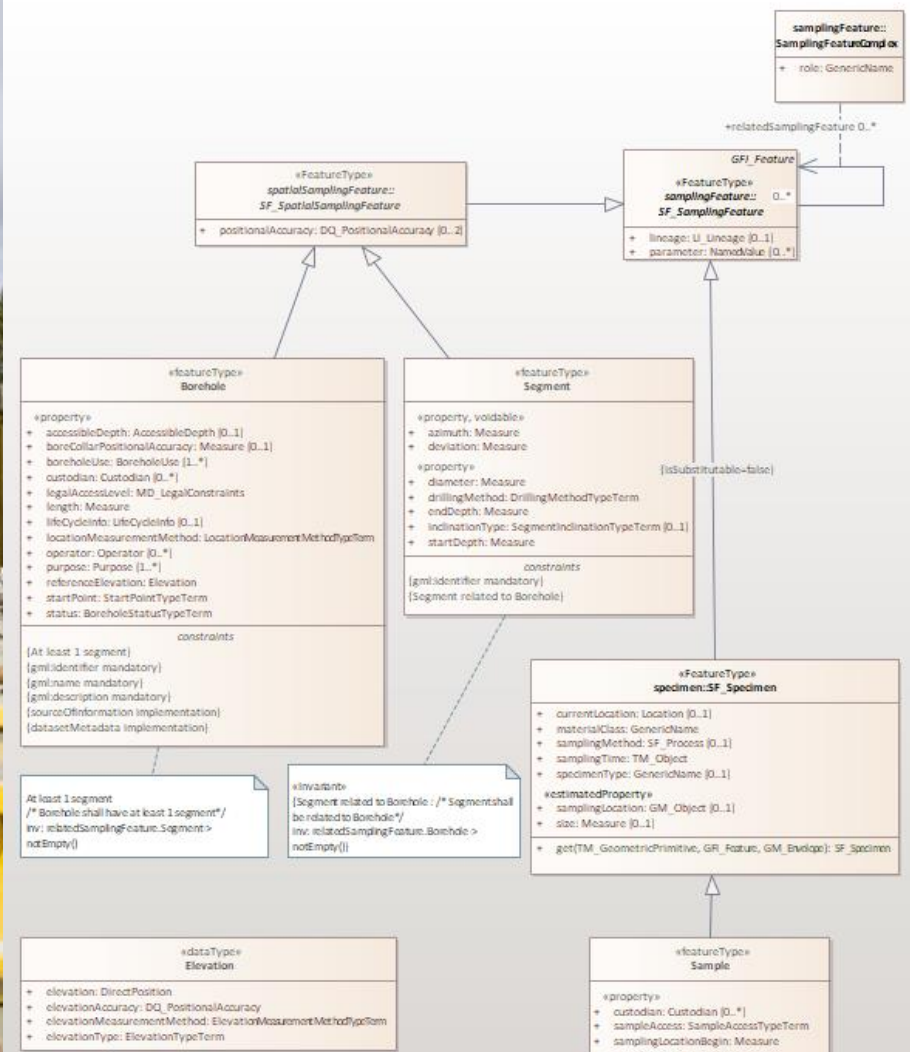 samplingFeature::
SamplingFeatureComplex
+ role: GenericName
+relatedSamplingFeature 0..*
GFI_Feature
«FeatureType»
samplingFeature::
SF_SamplingFeature
0..*
+ lineage: LI_Lineage [0..1]
+ parameter: NamedValue [0..*]
«FeatureType»
spatialSamplingFeature::
SF_SpatialSamplingFeature
+ positionalAccuracy: DQ_PositionalAccuracy [0..2]
«featureType»
Borehole
«property»
+ accessibleDepth: AccessibleDepth [0..1]
+ boreCollarPositionalAccuracy: Measure [0..1]
+ boreholeUse: BoreholeUse [1..*]
+ custodian: Custodian [0..*]
+ legalAccessLevel: MD_LegalConstraints
+ length: Measure
+ lifeCycleInfo: LifeCycleInfo [0..1]
+ locationMeasurementMethod: LocationMeasurementMethodTypeTerm
+ operator: Operator [0..*]
+ purpose: Purpose [1..*]
+ referenceElevation: Elevation
+ startPoint: StartPointTypeTerm
+ status: BoreholeStatusTypeTerm
constraints
{At least 1 segment}
{gml:identifier mandatory}
{gml:name mandatory}
{gml:description mandatory}
{sourceOfInformation implementation}
{datasetMetadata implementation}
«featureType»
Segment
«property, voidable»
+ azimuth: Measure
+ deviation: Measure
«property»
+ diameter: Measure
+ drillingMethod: DrillingMethodTypeTerm
+ endDepth: Measure
+ inclinationType: SegmentInclinationTypeTerm [0..1]
+ startDepth: Measure
constraints
{gml:identifier mandatory}
{Segment related to Borehole}
{isSubstitutable=false}
«FeatureType»
specimen::SF_Specimen
+ currentLocation: Location [0..1]
+ materialClass: GenericName
+ samplingMethod: SF_Process [0..1]
+ samplingTime: TM_Object
+ specimenType: GenericName [0..1]
«estimatedProperty»
+ samplingLocation: GM_Object [0..1]
+ size: Measure [0..1]
+ get(TM_GeometricPrimitive, GFI_Feature, GM_Envelope): SF_Specimen
At least 1 segment
/* Borehole shall have at least 1 segment*/
inv: relatedSamplingFeature.Segment >
notEmpty()
«invariant»
{Segment related to Borehole : /* Segment shall
be related to Borehole*/
inv: relatedSamplingFeature.Borehole >
notEmpty()}
«dataType»
Elevation
+ elevation: DirectPosition
+ elevationAccuracy: DQ_PositionalAccuracy
+ elevationMeasurementMethod: ElevationMeasurementMethodTypeTerm
+ elevationType: ElevationTypeTerm
«featureType»
Sample
«property»
+ custodian: Custodian [0..*]
+ sampleAccess: SampleAccessTypeTerm
+ samplingLocationBegin: Measure